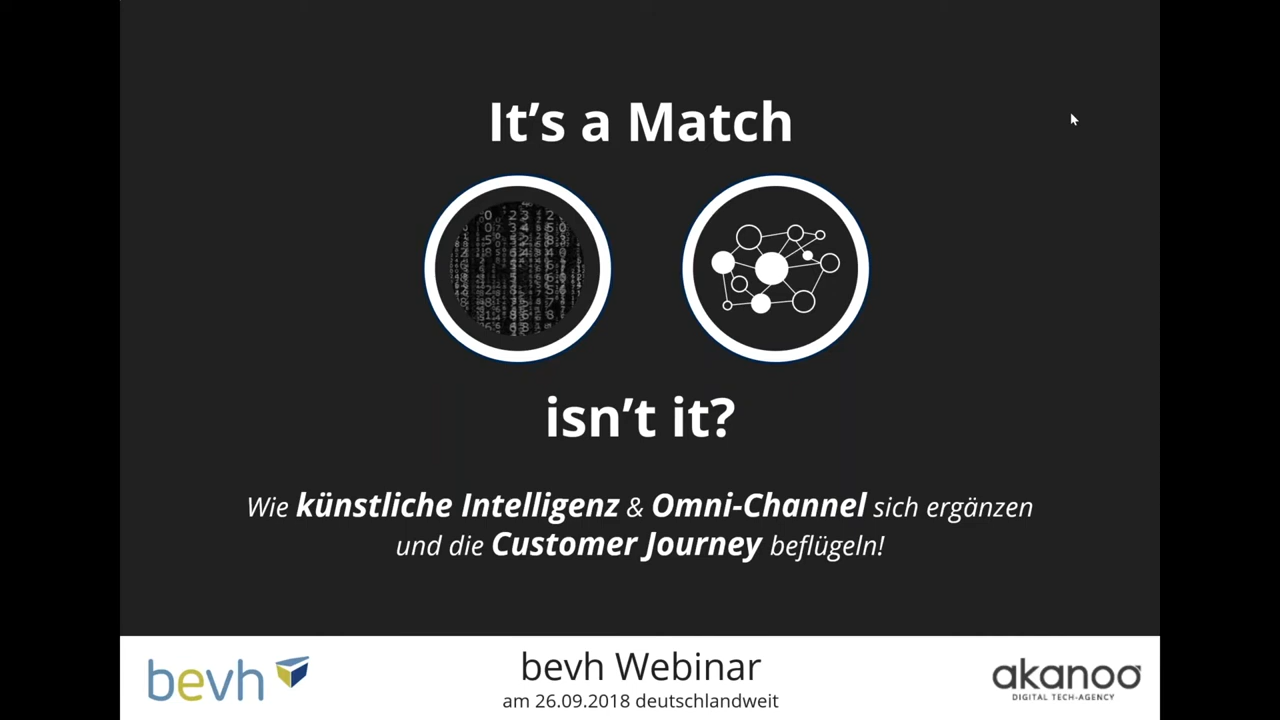 It's a Match
isn't it?
Wie künstliche Intelligenz & Omni-Channel sich ergänzen
und die Customer Journey beflügeln!
bevh
bevh Webinar
am 26.09.2018 deutschlandweit
akanoo
DIGITAL TECH-AGENCY